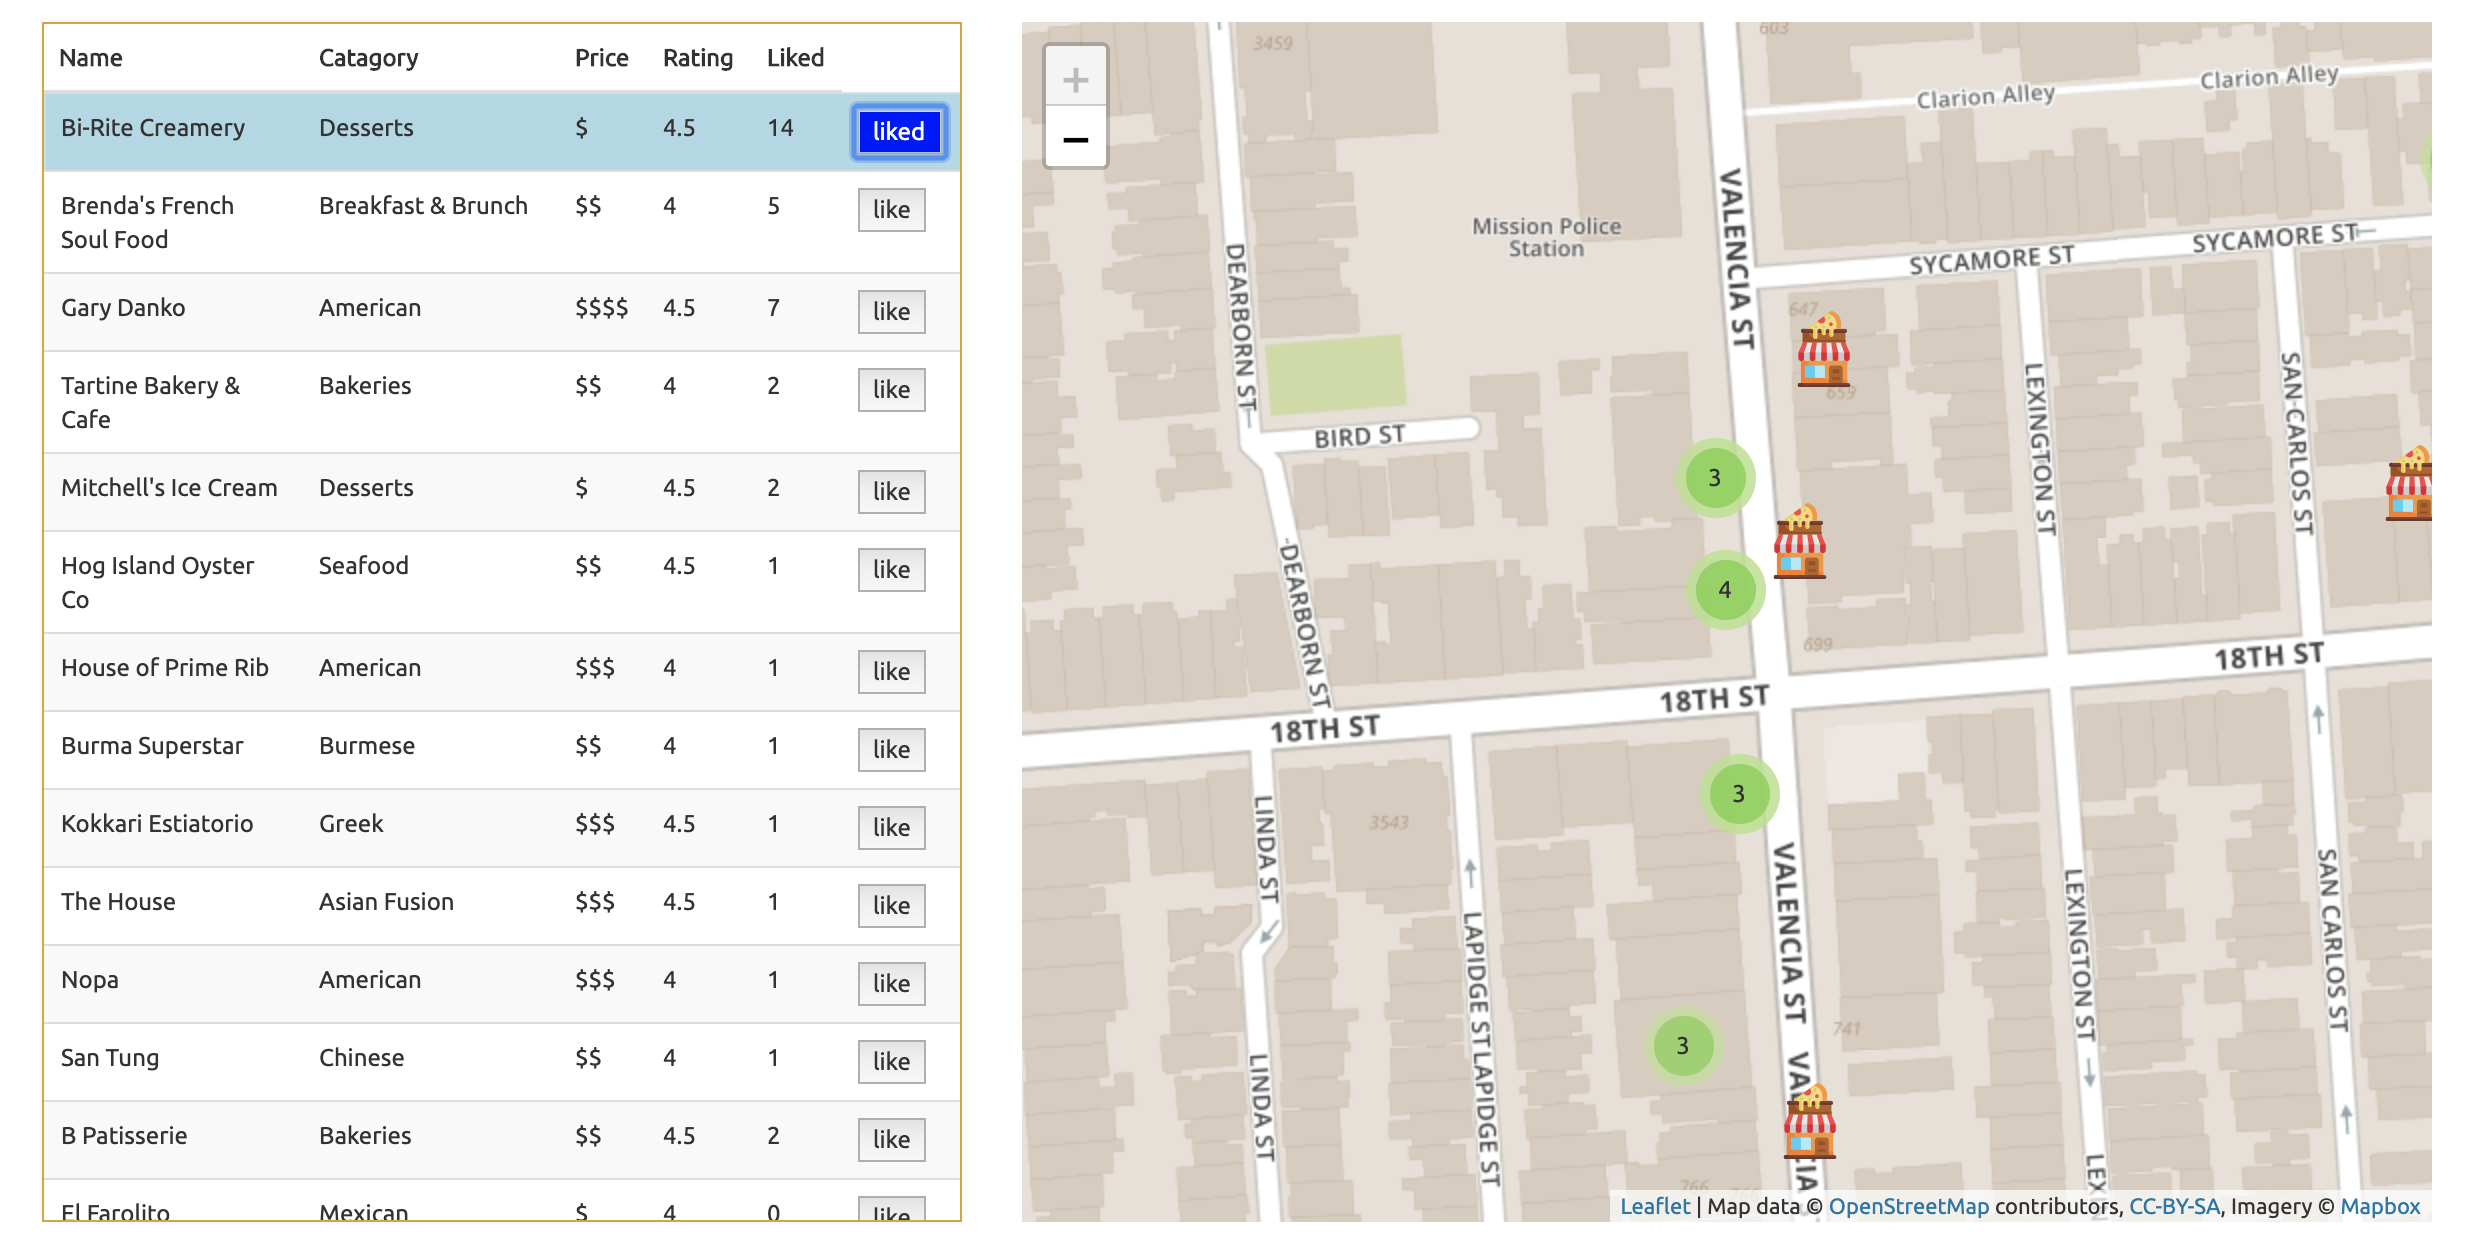 Name Catagory Price Rating Liked
Bi-Rite Creamery Desserts $ 4.5 14 liked
Brenda's French Breakfast & Brunch $$ 4 5 like
Soul Food
Gary Danko American $$$$ 4.5 7 like
Tartine Bakery & Bakeries $$ 4 2 like
Cafe
Mitchell's Ice Cream Desserts $ 4.5 2 like
Hog Island Oyster Seafood $$ 4.5 1 like
Co
House of Prime Rib American $$$ 4 1 like
Burma Superstar Burmese $$ 4 1 like
Kokkari Estiatorio Greek $$$ 4.5 1 like
The House Asian Fusion $$$ 4.5 1 like
Nopa American $$$ 4 1 like
San Tung Chinese $$ 4 1 like
B Patisserie Bakeries $$ 4.5 2 like
El Farolito Mexican $ 4 0 like
+
−
3459
603
Clarion Alley
Clarion Alley
VALENCIA ST
Mission Police
Station
SYCAMORE ST
SYCAMORE ST
DEARBORN ST
647
659
LEXINGTON ST
SAN CARLOS ST
BIRD ST
3
4
DEARBORN ST
699
18TH ST
18TH ST
18TH ST
3
LINDA ST
3543
VALENCIA ST
LEXINGTON ST
SAN CARLOS ST
LAPIDGE ST
741
3
LINDA ST
LAPIDGE ST
766
Leaflet | Map data © OpenStreetMap contributors, CC-BY-SA, Imagery © Mapbox